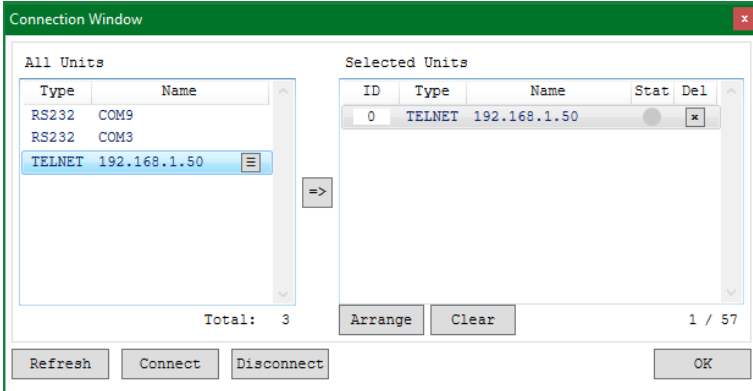 Connection Window
x
All Units
Selected Units
Type Name
ID Type Name Stat Del
RS232 COM9
RS232 COM3
TELNET 192.168.1.50
0 TELNET 192.168.1.50
=>
Total: 3
Arrange Clear 1 / 57
Refresh Connect Disconnect OK